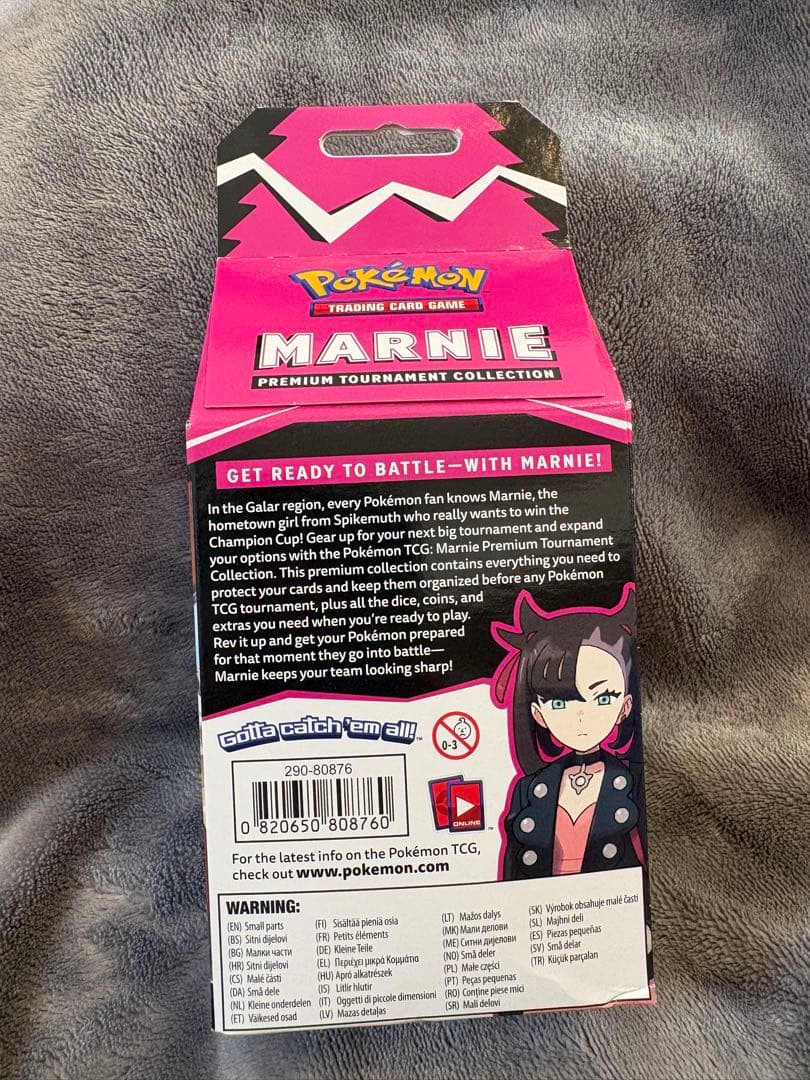 POKéMON
TRADING CARD GAME
MARNIE
PREMIUM TOURNAMENT COLLECTION
GET READY TO BATTLE—WITH MARNIE!
In the Galar region, every Pokémon fan knows Marnie, the
hometown girl from Spikemuth who really wants to win the
Champion Cup! Gear up for your next big tournament and expand
your options with the Pokémon TCG: Marnie Premium Tournament
Collection. This premium collection contains everything you need to
protect your cards and keep them organized before any Pokémon
TCG tournament, plus all the dice, coins, and
extras you need when you're ready to play.
Rev it up and get your Pokémon prepared
for that moment they go into battle—
Marnie keeps your team looking sharp!
Gotta catch 'em all!™
0-3
290-80876
0 820650 808760
ONLINE ™
For the latest info on the Pokémon TCG,
check out www.pokemon.com
WARNING:
(EN) Small parts
(BS) Sitni dijelovi
(BG) Малки части
(HR) Sitni dijelovi
(CS) Malé části
(DA) Små dele
(NL) Kleine onderdelen
(ET) Väikesed osad
(FI) Sisältää pieniä osia
(FR) Petits éléments
(DE) Kleine Teile
(EL) Περιέχει μικρά Κομμάτια
(HU) Apró alkatrészek
(IS) Litlir hlutir
(IT) Oggetti di piccole dimensioni
(LV) Mazas detaļas
(LT) Mažos dalys
(MK) Мали делови
(ME) Ситни дијелови
(NO) Små deler
(PL) Małe części
(PT) Peças pequenas
(RO) Conține piese mici
(SR) Mali delovi
(SK) Výrobok obsahuje malé časti
(SL) Majhni deli
(ES) Piezas pequeñas
(SV) Små delar
(TR) Küçük parçalan